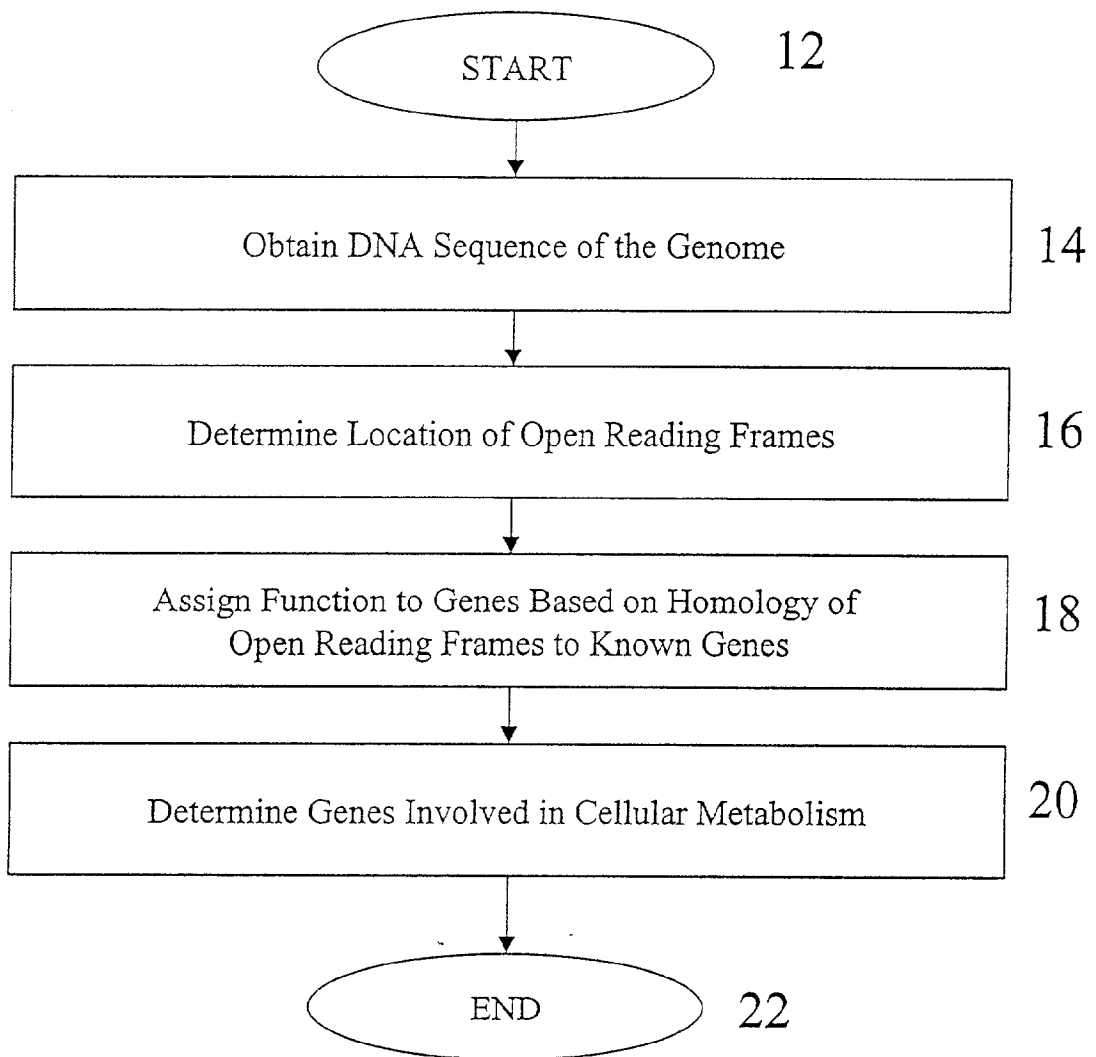 START
12
Obtain DNA Sequence of the Genome
14
Determine Location of Open Reading Frames
16
Assign Function to Genes Based on Homology of
Open Reading Frames to Known Genes
18
Determine Genes Involved in Cellular Metabolism
20
END
22